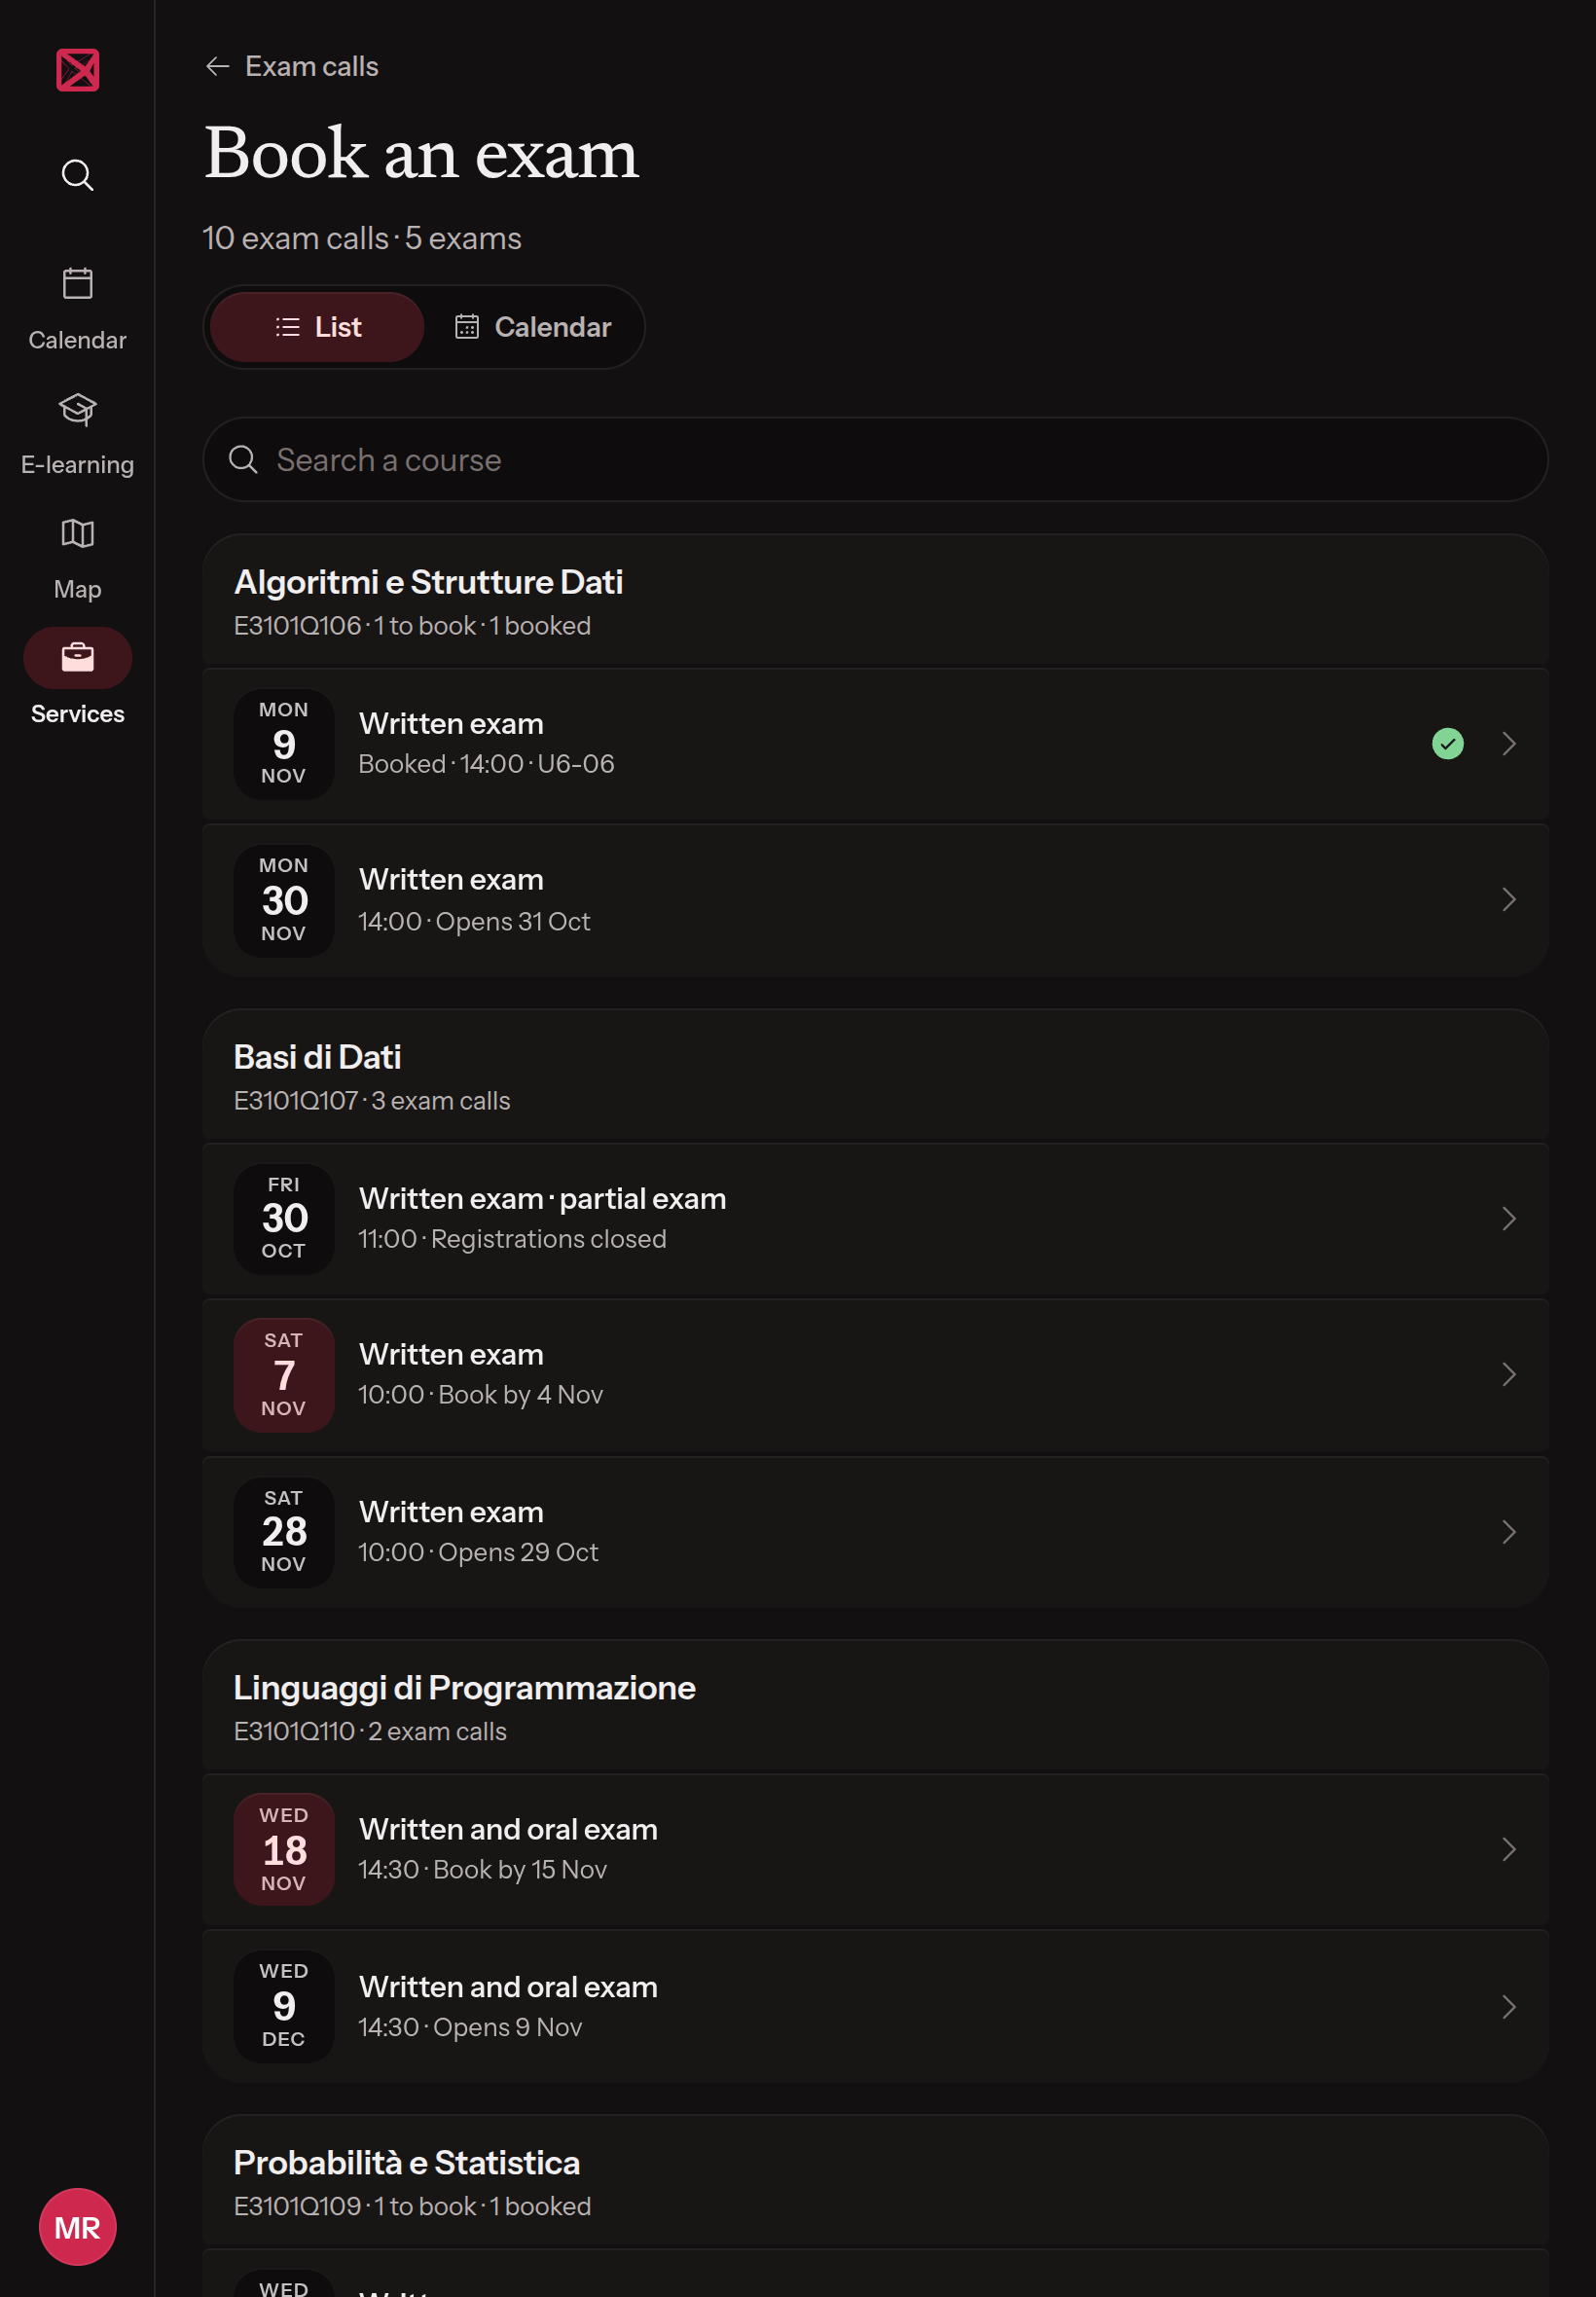 Exam calls
Book an exam
10 exam calls · 5 exams
List
Calendar
Search a course
Calendar
E-learning
Map
Services
Algoritmi e Strutture Dati
E3101Q106 · 1 to book · 1 booked
MON
9
NOV
Written exam
Booked · 14:00 · U6-06
MON
30
NOV
Written exam
14:00 · Opens 31 Oct
Basi di Dati
E3101Q107 · 3 exam calls
FRI
30
OCT
Written exam · partial exam
11:00 · Registrations closed
SAT
7
NOV
Written exam
10:00 · Book by 4 Nov
SAT
28
NOV
Written exam
10:00 · Opens 29 Oct
Linguaggi di Programmazione
E3101Q110 · 2 exam calls
WED
18
NOV
Written and oral exam
14:30 · Book by 15 Nov
WED
9
DEC
Written and oral exam
14:30 · Opens 9 Nov
Probabilità e Statistica
E3101Q109 · 1 to book · 1 booked
WED
MR